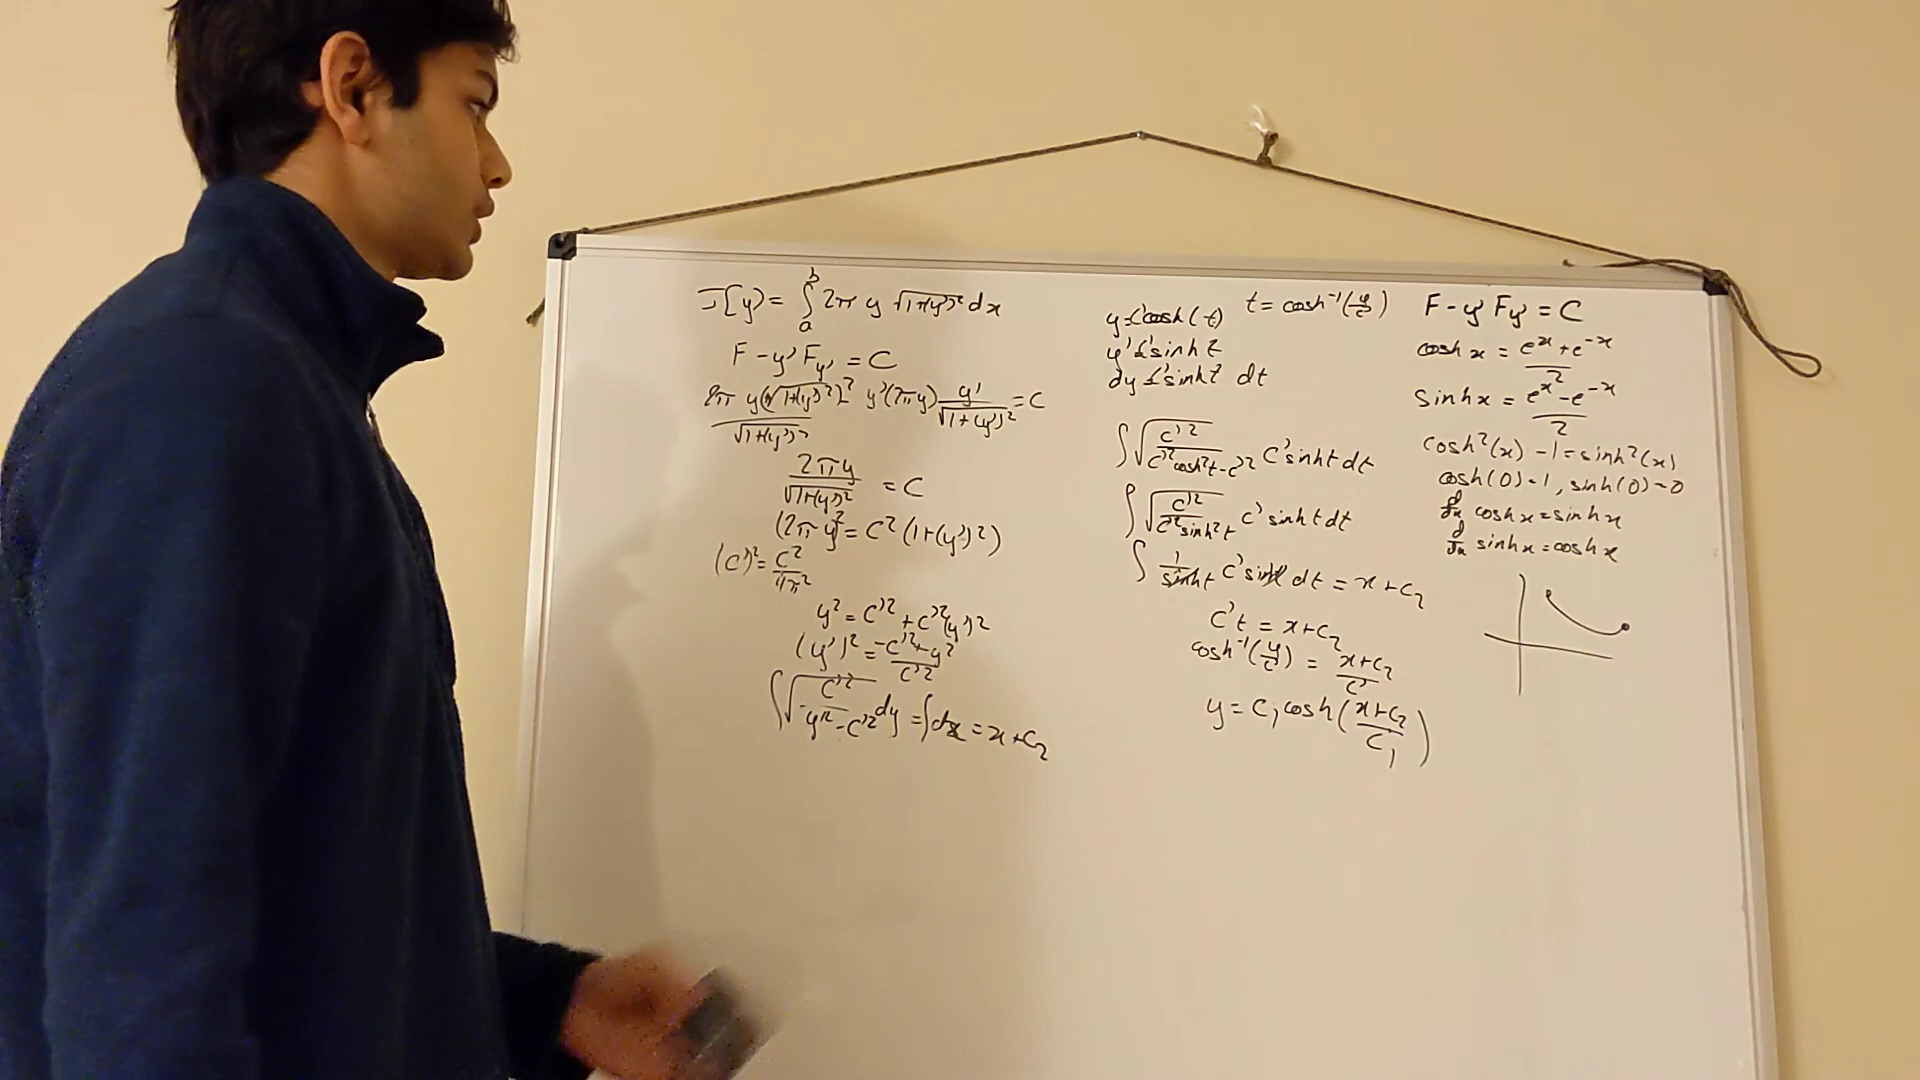 J[y) = ∫_a^b 2π y √1+(y')² dx
F - y' F_y' = C
2π y (√1+(y')²)² / √1+(y')² - y'(2πy) y' / √1+(y')² = C
2πy / √1+(y')² = C
(2πy)² = C² (1+(y')²)
(C')² = C² / 4π²
y² = C'² + C'²(y')²
(y')² = -C'² + y² / C'²
∫ √ C'² / y² - C'² dy = ∫ dx = x + C₂
y = C' cosh(t) t = cosh⁻¹(y/c')
y' = C' sinh t
dy = C' sinh t dt
∫ √ C'² / C'² cosh² t - C'² C' sinh t dt
∫ √ C'² / C'² sinh² t C' sinh t dt
∫ 1 / sinh t C' sinh t dt = x + C₂
C't = x + C₂
cosh⁻¹(y/c') = x + C₂ / C'
y = C₁ cosh ( x + C₂ / C₁ )
F - y' F_y' = C
cosh x = eˣ + e⁻ˣ / 2
sinh x = eˣ - e⁻ˣ / 2
cosh²(x) - 1 = sinh²(x)
cosh(0) = 1, sinh(0) = 0
d/dx cosh x = sinh x
d/dx sinh x = cosh x